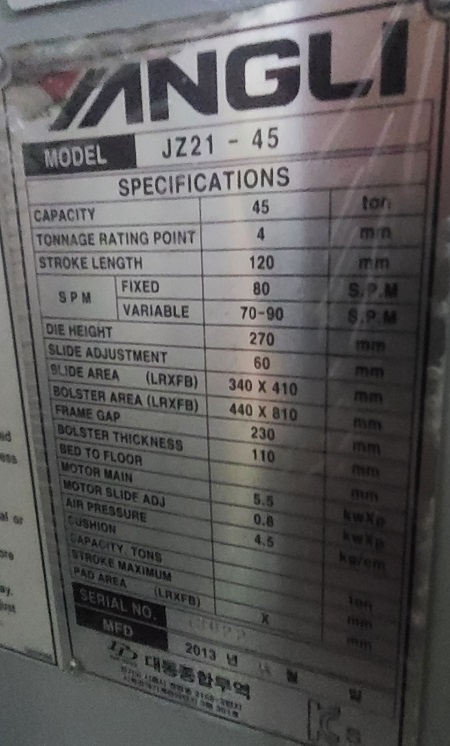 YANGLI
MODEL JZ21 - 45
SPECIFICATIONS
CAPACITY 45 ton
TONNAGE RATING POINT 4 mm
STROKE LENGTH 120 mm
SPM FIXED 80 S.P.M
VARIABLE 70-90 S.P.M
DIE HEIGHT 270 mm
SLIDE ADJUSTMENT 60 mm
SLIDE AREA (LRXFB) 340 X 410 mm
BOLSTER AREA (LRXFB) 440 X 810 mm
FRAME GAP 230 mm
BOLSTER THICKNESS 110 mm
BED TO FLOOR
MOTOR MAIN 5.5 kwXp
MOTOR SLIDE ADJ 0.8 kwXp
AIR PRESSURE 4.5 kg/cm
CUSHION
CAPACITY, TONS ton
STROKE MAXIMUM mm
PAD AREA (LRXFB) X mm
SERIAL NO.
MFD 2013 년 월 일
대동종합무역